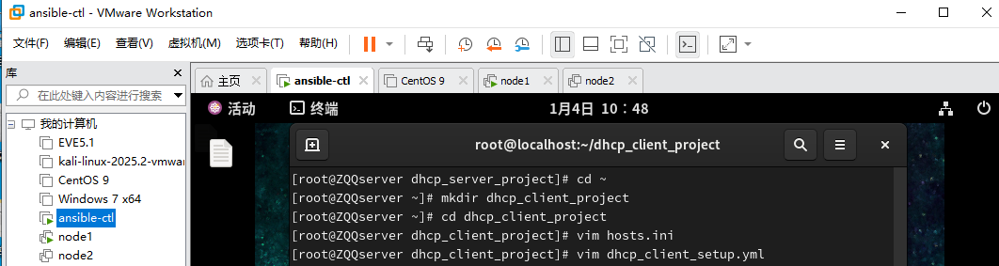 ansible-ctl - VMware Workstation
文件(F) 编辑(E) 查看(V) 虚拟机(M) 选项卡(T) 帮助(H)
库
在此处键入内容进行搜索
我的计算机
EVE5.1
kali-linux-2025.2-vmwar
CentOS 9
Windows 7 x64
ansible-ctl
node1
node2
主页 ansible-ctl CentOS 9 node1 node2
活动 终端 1月4日 10:48
root@localhost:~/dhcp_client_project
[root@ZQQserver dhcp_server_project]# cd ~
[root@ZQQserver ~]# mkdir dhcp_client_project
[root@ZQQserver ~]# cd dhcp_client_project
[root@ZQQserver dhcp_client_project]# vim hosts.ini
[root@ZQQserver dhcp_client_project]# vim dhcp_client_setup.yml